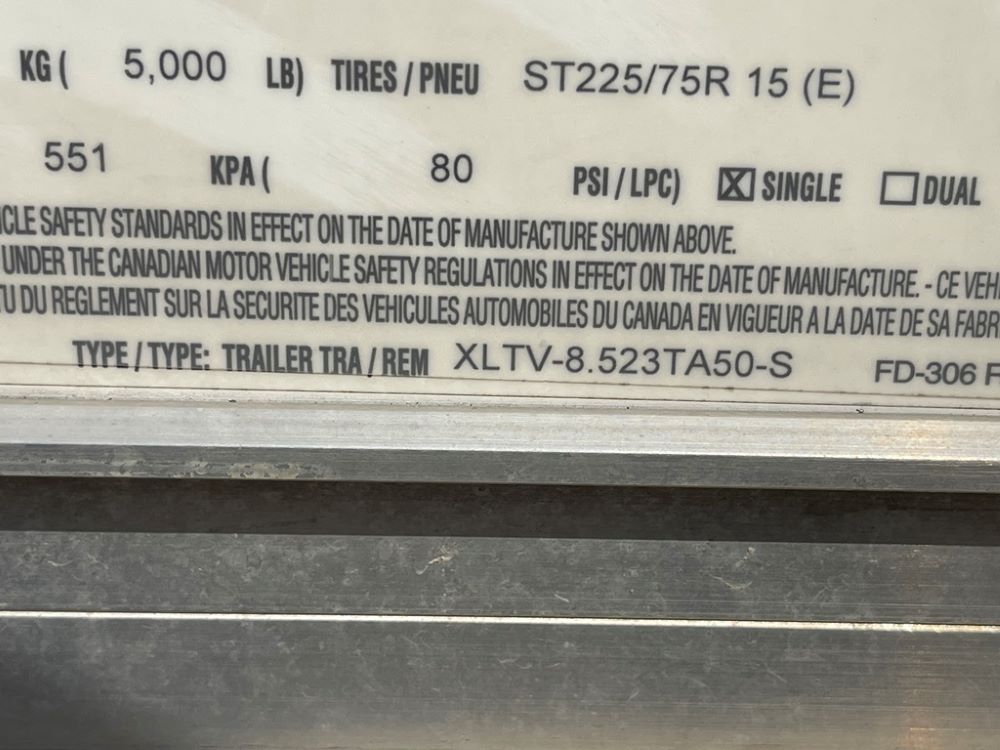 KG ( 5,000 LB) TIRES / PNEU ST225/75R 15 (E)
551 KPA ( 80 PSI / LPC) ☒ SINGLE ☐ DUAL
ICLE SAFETY STANDARDS IN EFFECT ON THE DATE OF MANUFACTURE SHOWN ABOVE.
UNDER THE CANADIAN MOTOR VEHICLE SAFETY REGULATIONS IN EFFECT ON THE DATE OF MANUFACTURE. - CE VEH
TU DU REGLEMENT SUR LA SECURITE DES VEHICULES AUTOMOBILES DU CANADA EN VIGUEUR A LA DATE DE SA FABR
TYPE / TYPE: TRAILER TRA / REM XLTV-8.523TA50-S FD-306 F